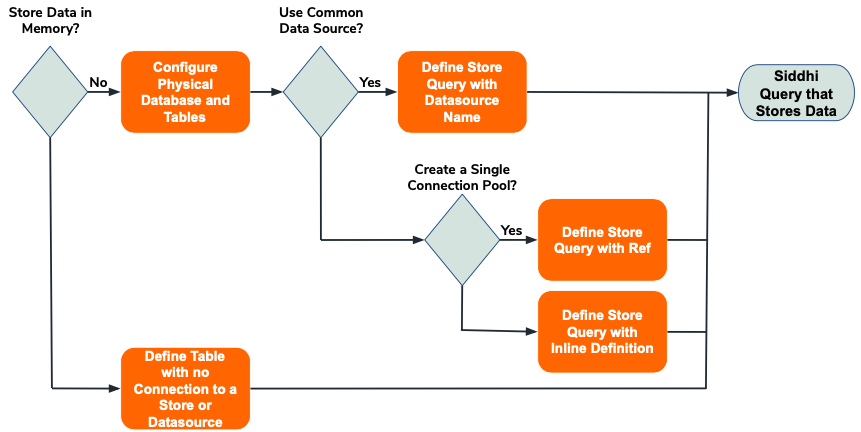 Store Data in
Memory?
No
Configure
Physical
Database and
Tables
Use Common
Data Source?
Yes
Define Store
Query with
Datasource
Name
Siddhi
Query that
Stores Data
Create a Single
Connection Pool?
Yes
Define Store
Query with Ref
Define Store
Query with
Inline Definition
Define Table
with no
Connection to a
Store or
Datasource